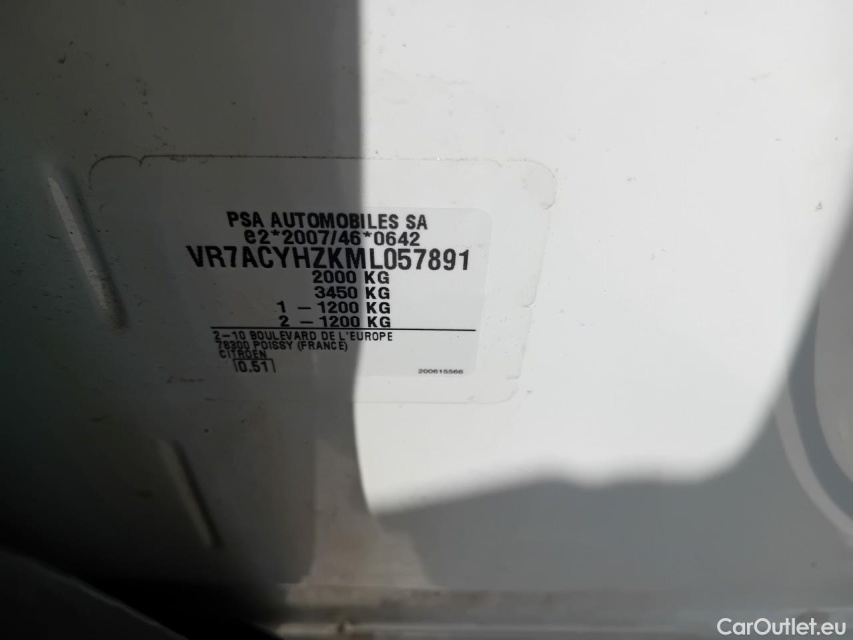 PSA AUTOMOBILES SA
e2*2007/46*0642
VR7ACYHZKML057891
2000 KG
3450 KG
1 – 1200 KG
2 – 1200 KG
2–10 BOULEVARD DE L'EUROPE
78300 POISSY (FRANCE)
CITROEN
0.51
200615566
CarOutlet.eu